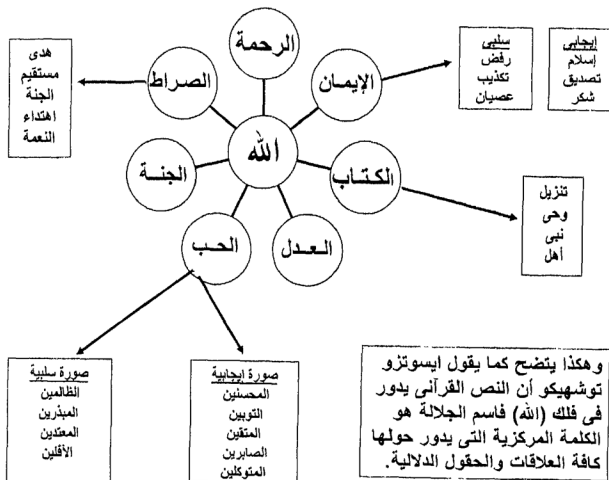 الرحمة
الصراط
الإيمان
الله
الجنــة
الكتاب
الحب
العدل
هدى
مستقيم
الجنة
اهتداء
النعمة
إيجابى
إسلام
تصديق
شكر
سلبى
رفض
تكذيب
عصيان
تنزيل
وحى
نبى
أهل
صورة إيجابية
المحسنين
التوبين
المتقين
الصابرين
المتوكلين
صورة سلبية
الظالمين
المبذرين
المعتدين
الأفلين
وهكذا يتضح كما يقول ايسوتزو
توشهيكو أن النص القرآنى يدور
فى فلك (الله) فاسم الجلالة هو
الكلمة المركزية التى يدور حولها
كافة العلاقات والحقول الدلالية.